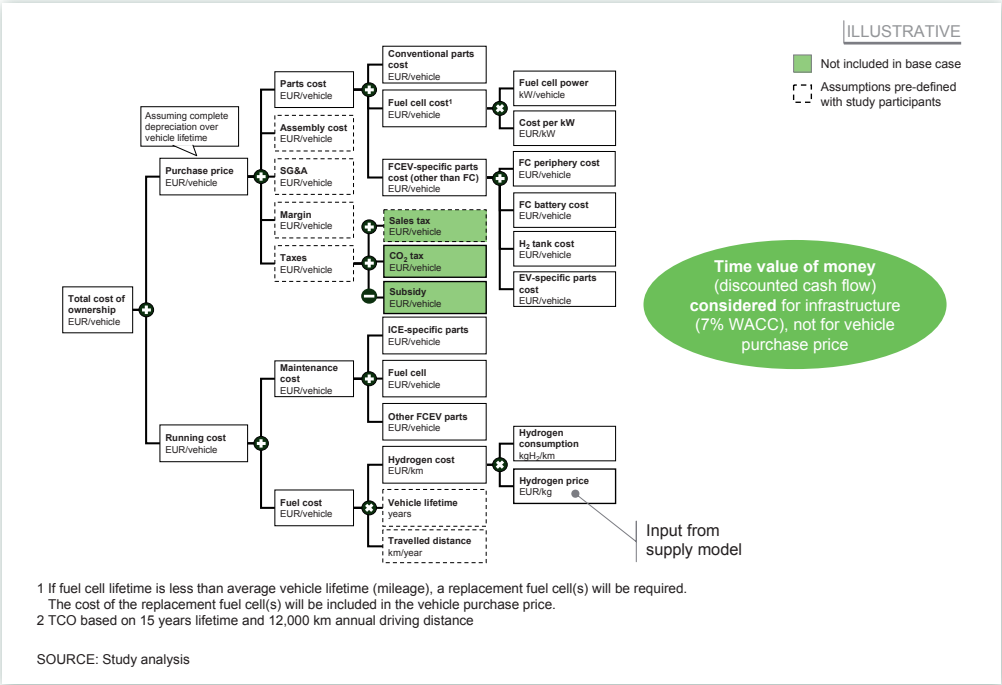 ILLUSTRATIVE
Not included in base case
Assumptions pre-defined
with study participants
Assuming complete
depreciation over
vehicle lifetime
Total cost of
ownership
EUR/vehicle
Purchase price
EUR/vehicle
Parts cost
EUR/vehicle
Assembly cost
EUR/vehicle
SG&A
EUR/vehicle
Margin
EUR/vehicle
Taxes
EUR/vehicle
Conventional parts
cost
EUR/vehicle
Fuel cell cost¹
EUR/vehicle
FCEV-specific parts
cost (other than FC)
EUR/vehicle
Fuel cell power
kW/vehicle
Cost per kW
EUR/kW
FC periphery cost
EUR/vehicle
FC battery cost
EUR/vehicle
H₂ tank cost
EUR/vehicle
EV-specific parts
cost
EUR/vehicle
Sales tax
EUR/vehicle
CO₂ tax
EUR/vehicle
Subsidy
EUR/vehicle
Running cost
EUR/vehicle
Maintenance
cost
EUR/vehicle
ICE-specific parts
EUR/vehicle
Fuel cell
EUR/vehicle
Other FCEV parts
EUR/vehicle
Fuel cost
EUR/vehicle
Hydrogen cost
EUR/km
Vehicle lifetime
years
Travelled distance
km/year
Hydrogen
consumption
kgH₂/km
Hydrogen price
EUR/kg
Input from
supply model
Time value of money
(discounted cash flow)
considered for infrastructure
(7% WACC), not for vehicle
purchase price
1 If fuel cell lifetime is less than average vehicle lifetime (mileage), a replacement fuel cell(s) will be required.
The cost of the replacement fuel cell(s) will be included in the vehicle purchase price.
2 TCO based on 15 years lifetime and 12,000 km annual driving distance
SOURCE: Study analysis